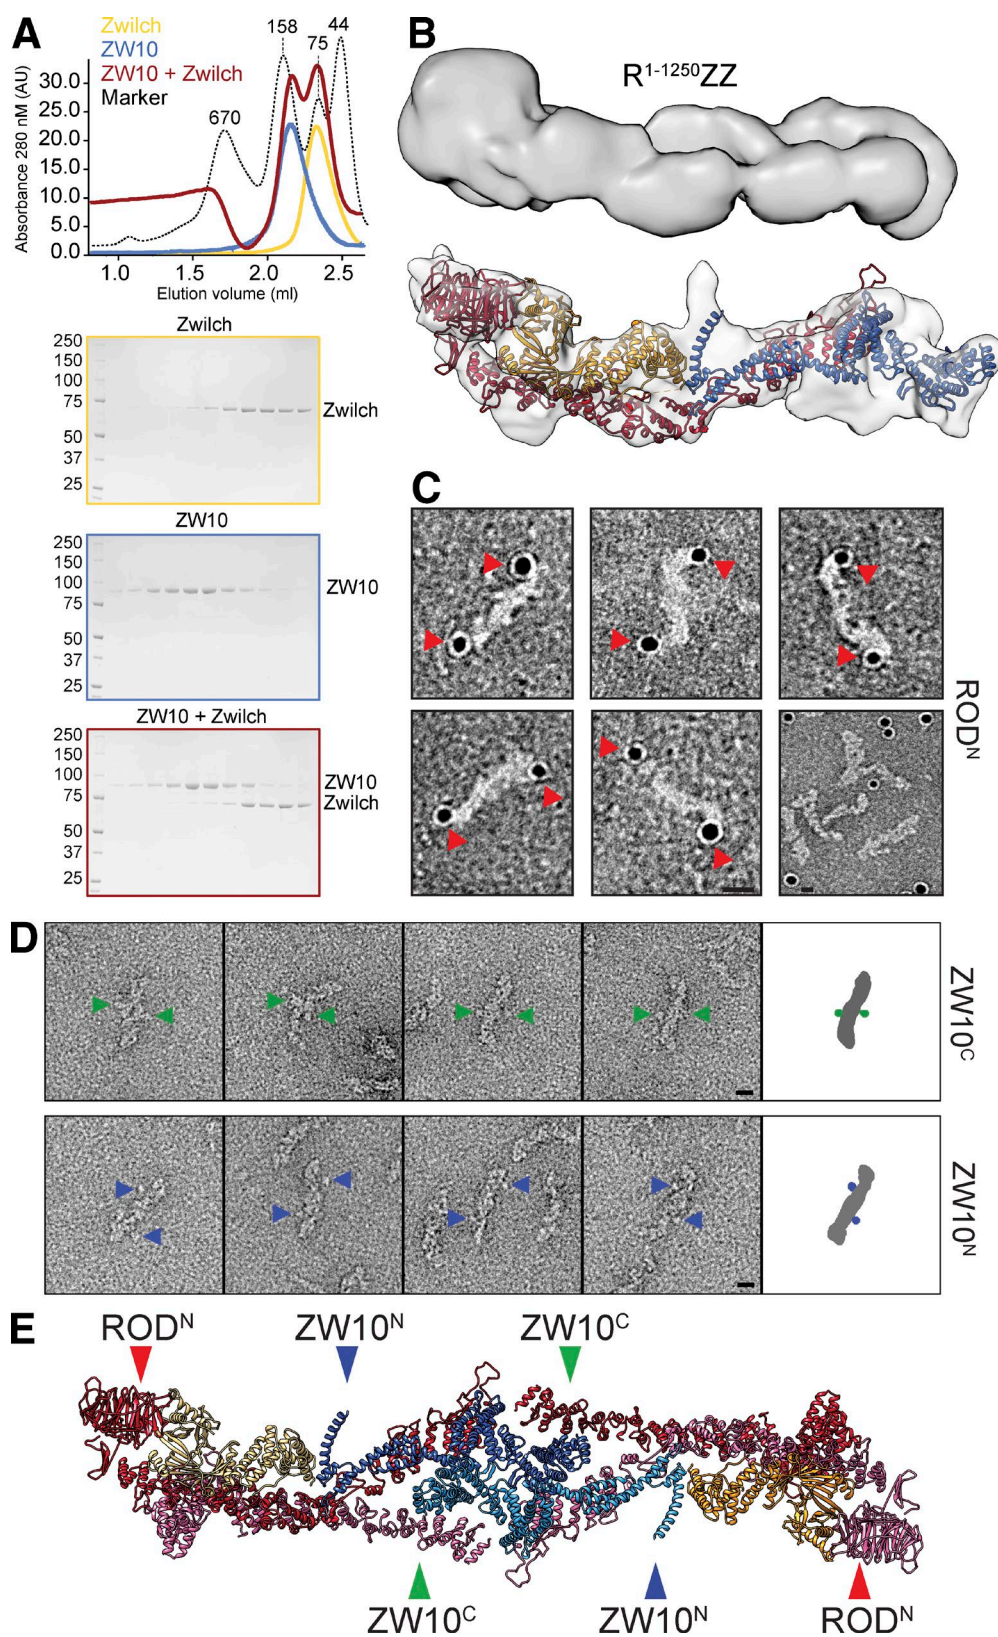 A
Zwilch
ZW10
ZW10 + Zwilch
Marker
158
44
75
670
Absorbance 280 nM (AU)
30.0
25.0
20.0
15.0
10.0
5.0
0.0
1.0 1.5 2.0 2.5
Elution volume (ml)
Zwilch
250
150
100
75
50
37
25
Zwilch
ZW10
250
150
100
75
50
37
25
ZW10
ZW10 + Zwilch
250
150
100
75
50
37
25
ZW10
Zwilch
B
R1-1250ZZ
C
RODN
D
ZW10C
ZW10N
E
RODN ZW10N ZW10C
ZW10C ZW10N RODN